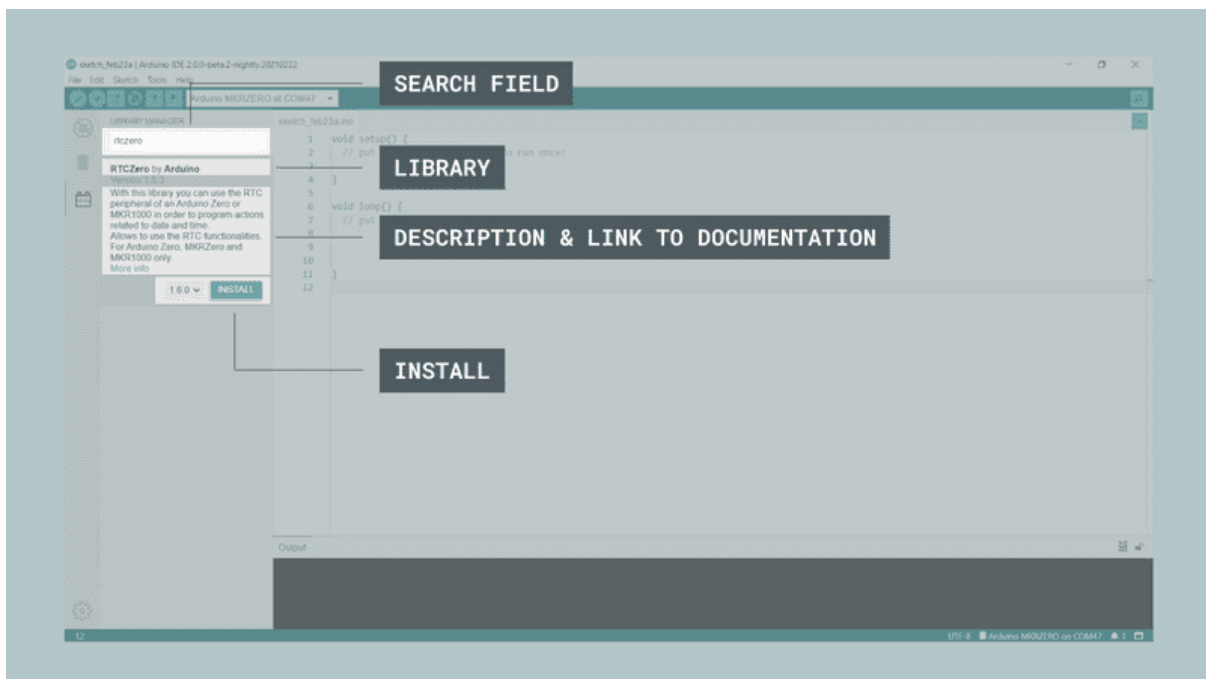 sketch_feb23a | Arduino IDE 2.0.0-beta.2-nightly.20210222
File Edit Sketch Tools Help
Arduino MKRZERO at COM47
SEARCH FIELD
LIBRARY MANAGER
sketch_feb23a.ino
rtczero
RTCZero by Arduino
LIBRARY
With this library you can use the RTC
peripheral of an Arduino Zero or
MKR1000 in order to program actions
related to date and time.
Allows to use the RTC functionalities.
For Arduino Zero, MKRZero and
MKR1000 only.
More info
DESCRIPTION & LINK TO DOCUMENTATION
1.6.0 INSTALL
INSTALL
1 void setup() {
2 // put to run once:
3
4 }
5
6 void loop() {
7 // put
8
9
10
11 }
12
Output
12
UTF-8 Arduino MKRZERO on COM47 1